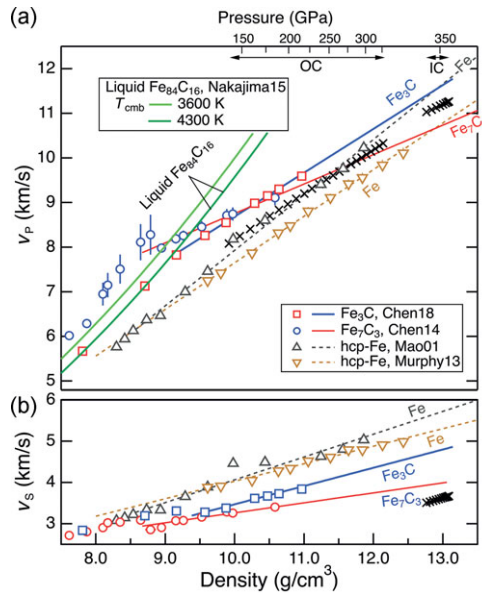 Pressure (GPa)
(a)
150 200 250 300 350
OC IC
12
11
10
9
8
7
6
5
vP (km/s)
Liquid Fe84C16, Nakajima15
Tcmb 3600 K
4300 K
Liquid Fe84C16
Fe3C
Fe
Fe7C3
Fe
Fe3C, Chen18
Fe7C3, Chen14
hcp-Fe, Mao01
hcp-Fe, Murphy13
(b)
6
5
4
3
vS (km/s)
Fe
Fe
Fe3C
Fe7C3
8.0 9.0 10.0 11.0 12.0 13.0
Density (g/cm3)